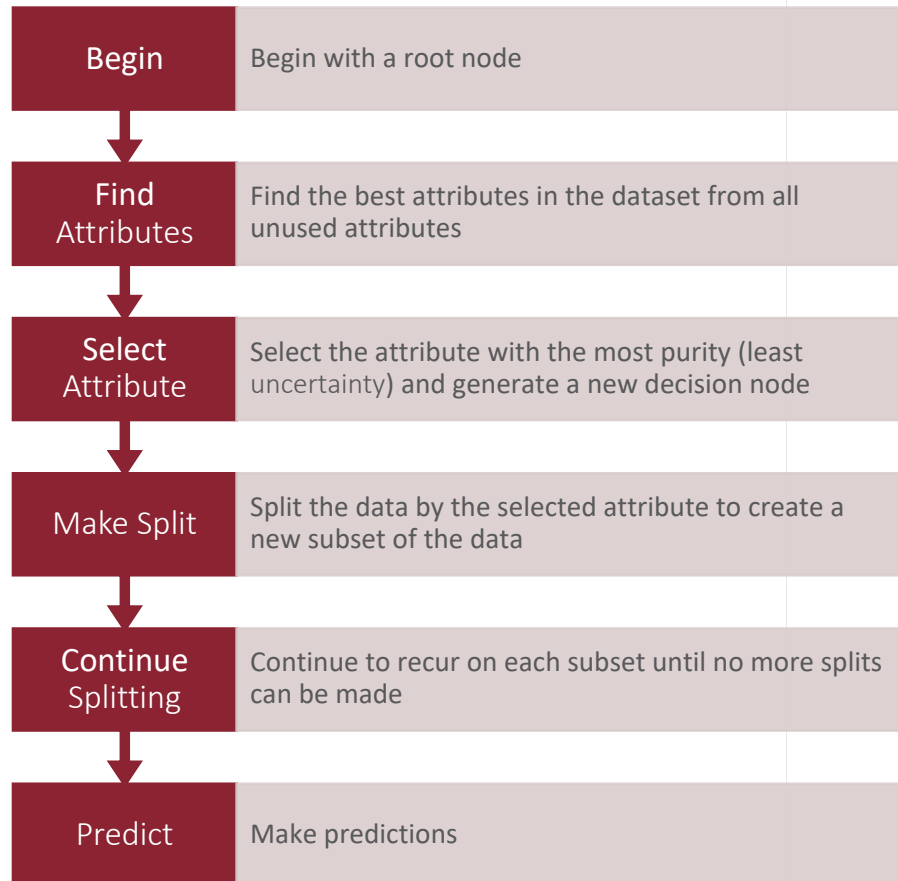 Begin
Begin with a root node
Find
Attributes
Find the best attributes in the dataset from all
unused attributes
Select
Attribute
Select the attribute with the most purity (least
uncertainty) and generate a new decision node
Make Split
Split the data by the selected attribute to create a
new subset of the data
Continue
Splitting
Continue to recur on each subset until no more splits
can be made
Predict
Make predictions